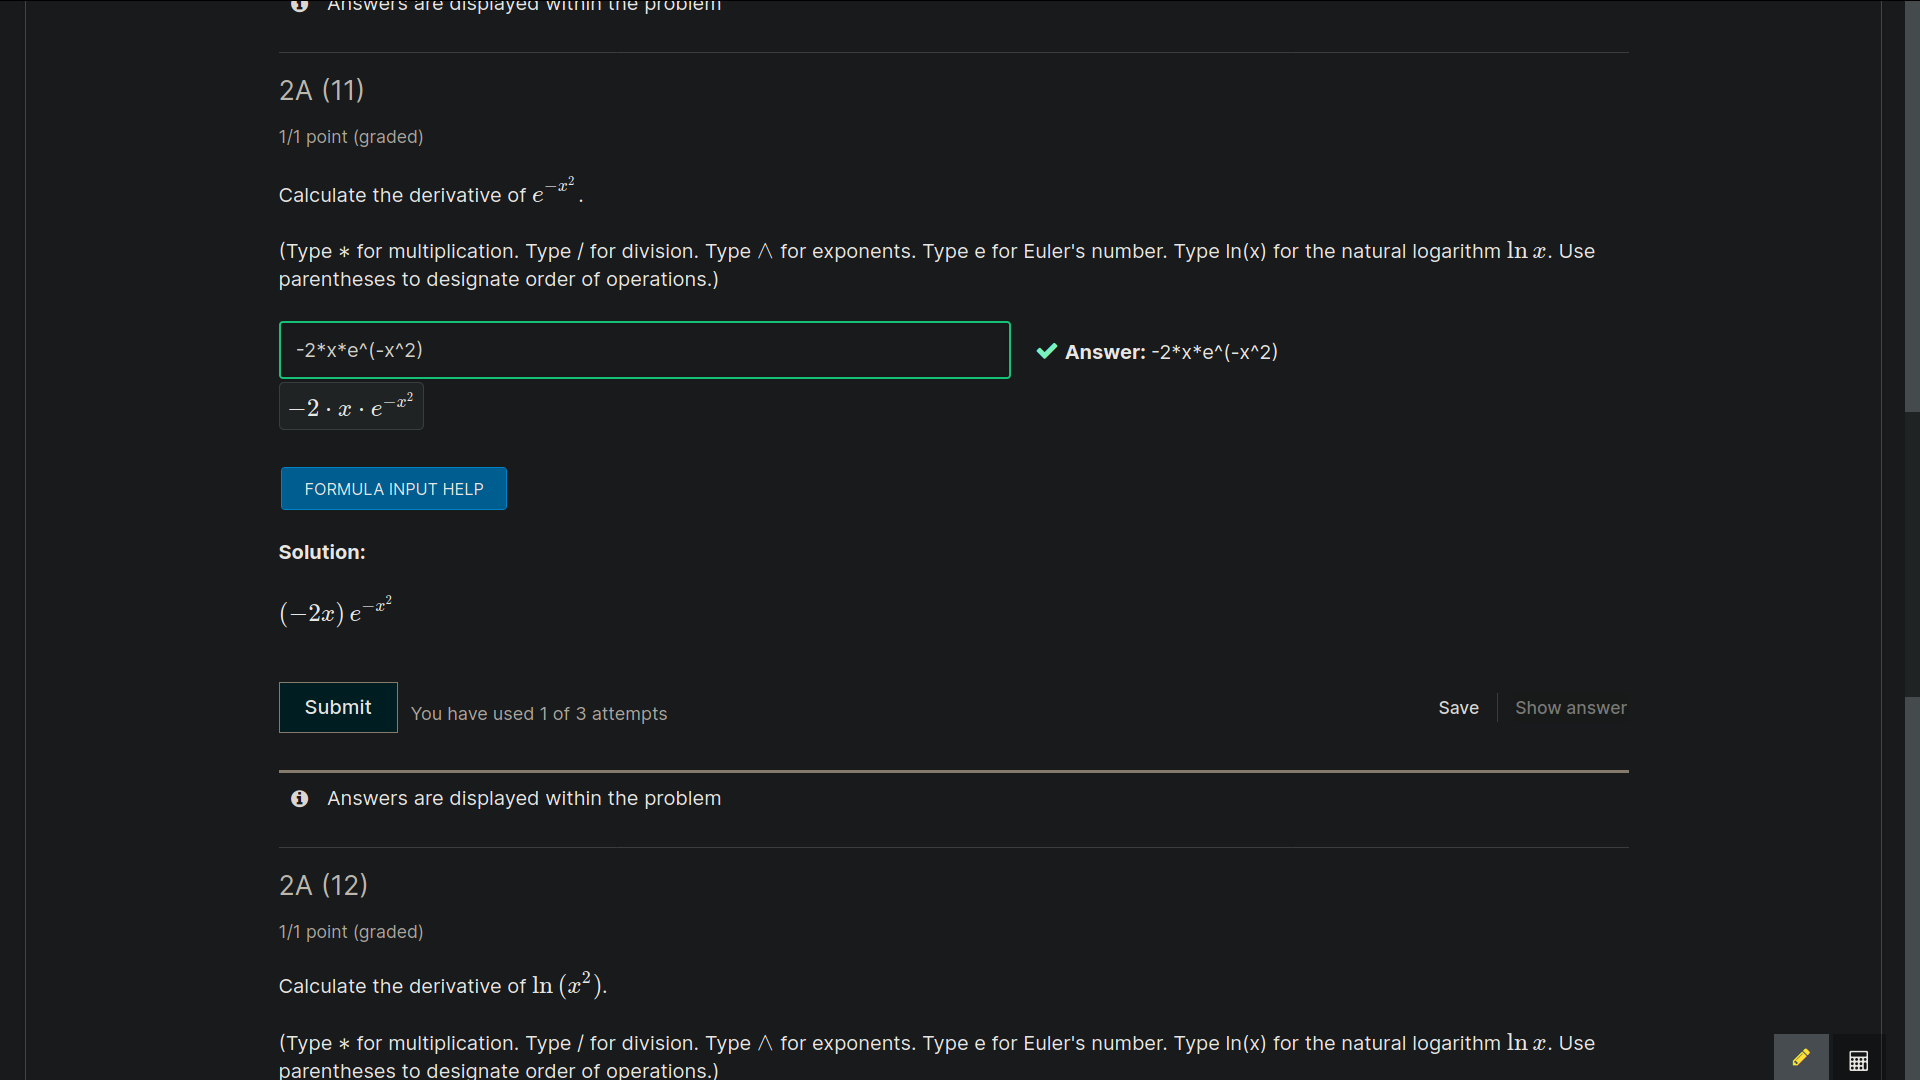 Answers are displayed within the problem
2A (11)
1/1 point (graded)
Calculate the derivative of e^{-x^2}.
(Type * for multiplication. Type / for division. Type ∧ for exponents. Type e for Euler's number. Type ln(x) for the natural logarithm ln x. Use
parentheses to designate order of operations.)
-2*x*e^(-x^2)
Answer: -2*x*e^(-x^2)
−2 · x · e^{−x^2}
FORMULA INPUT HELP
Solution:
(−2x) e^{−x^2}
Submit
You have used 1 of 3 attempts
Save
Show answer
Answers are displayed within the problem
2A (12)
1/1 point (graded)
Calculate the derivative of ln (x^2).
(Type * for multiplication. Type / for division. Type ∧ for exponents. Type e for Euler's number. Type ln(x) for the natural logarithm ln x. Use
parentheses to designate order of operations.)